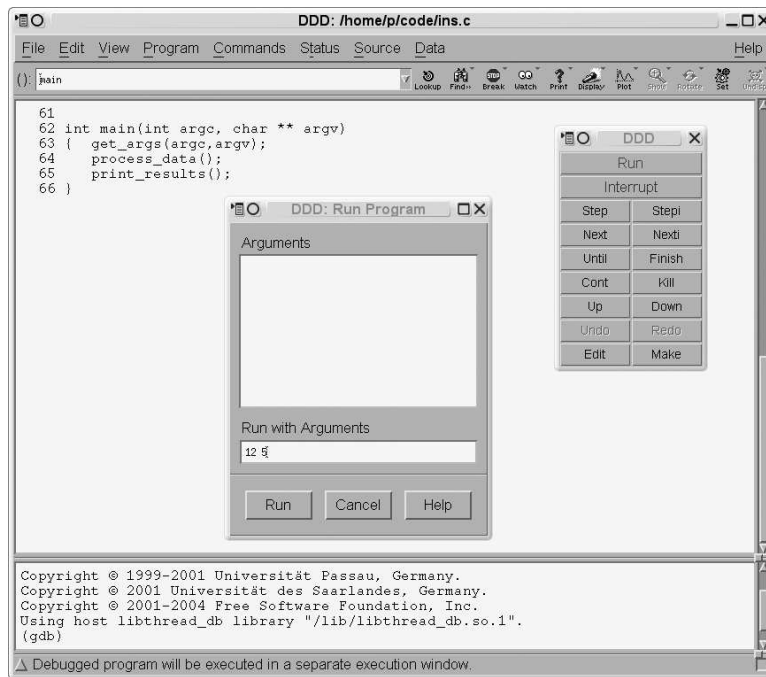 DDD: /home/p/code/ins.c
File Edit View Program Commands Status Source Data Help
(): main
Lookup Find>> Break Watch Print Display Plot Show Rotate Set Undisp
61
62 int main(int argc, char ** argv)
63 {  get_args(argc,argv);
64    process_data();
65    print_results();
66 }
DDD
Run
Interrupt
Step Stepi
Next Nexti
Until Finish
Cont Kill
Up Down
Undo Redo
Edit Make
DDD: Run Program
Arguments
Run with Arguments
12 5
Run Cancel Help
Copyright © 1999-2001 Universität Passau, Germany.
Copyright © 2001 Universität des Saarlandes, Germany.
Copyright © 2001-2004 Free Software Foundation, Inc.
Using host libthread_db library "/lib/libthread_db.so.1".
(gdb)
Debugged program will be executed in a separate execution window.